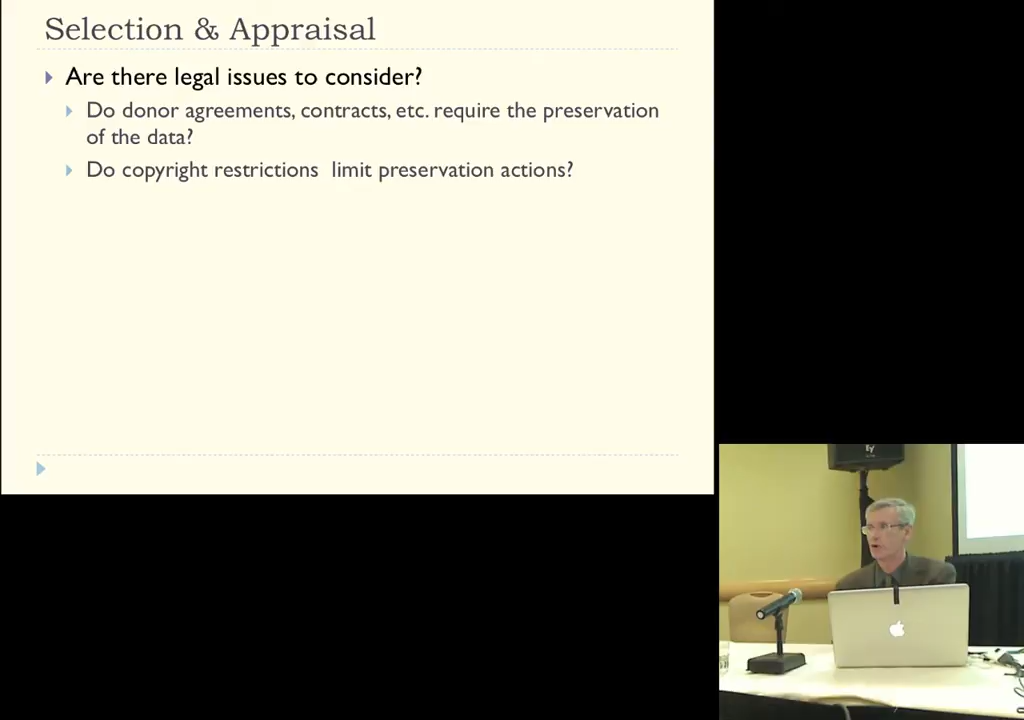 Selection & Appraisal
Are there legal issues to consider?
Do donor agreements, contracts, etc. require the preservation
of the data?
Do copyright restrictions  limit preservation actions?